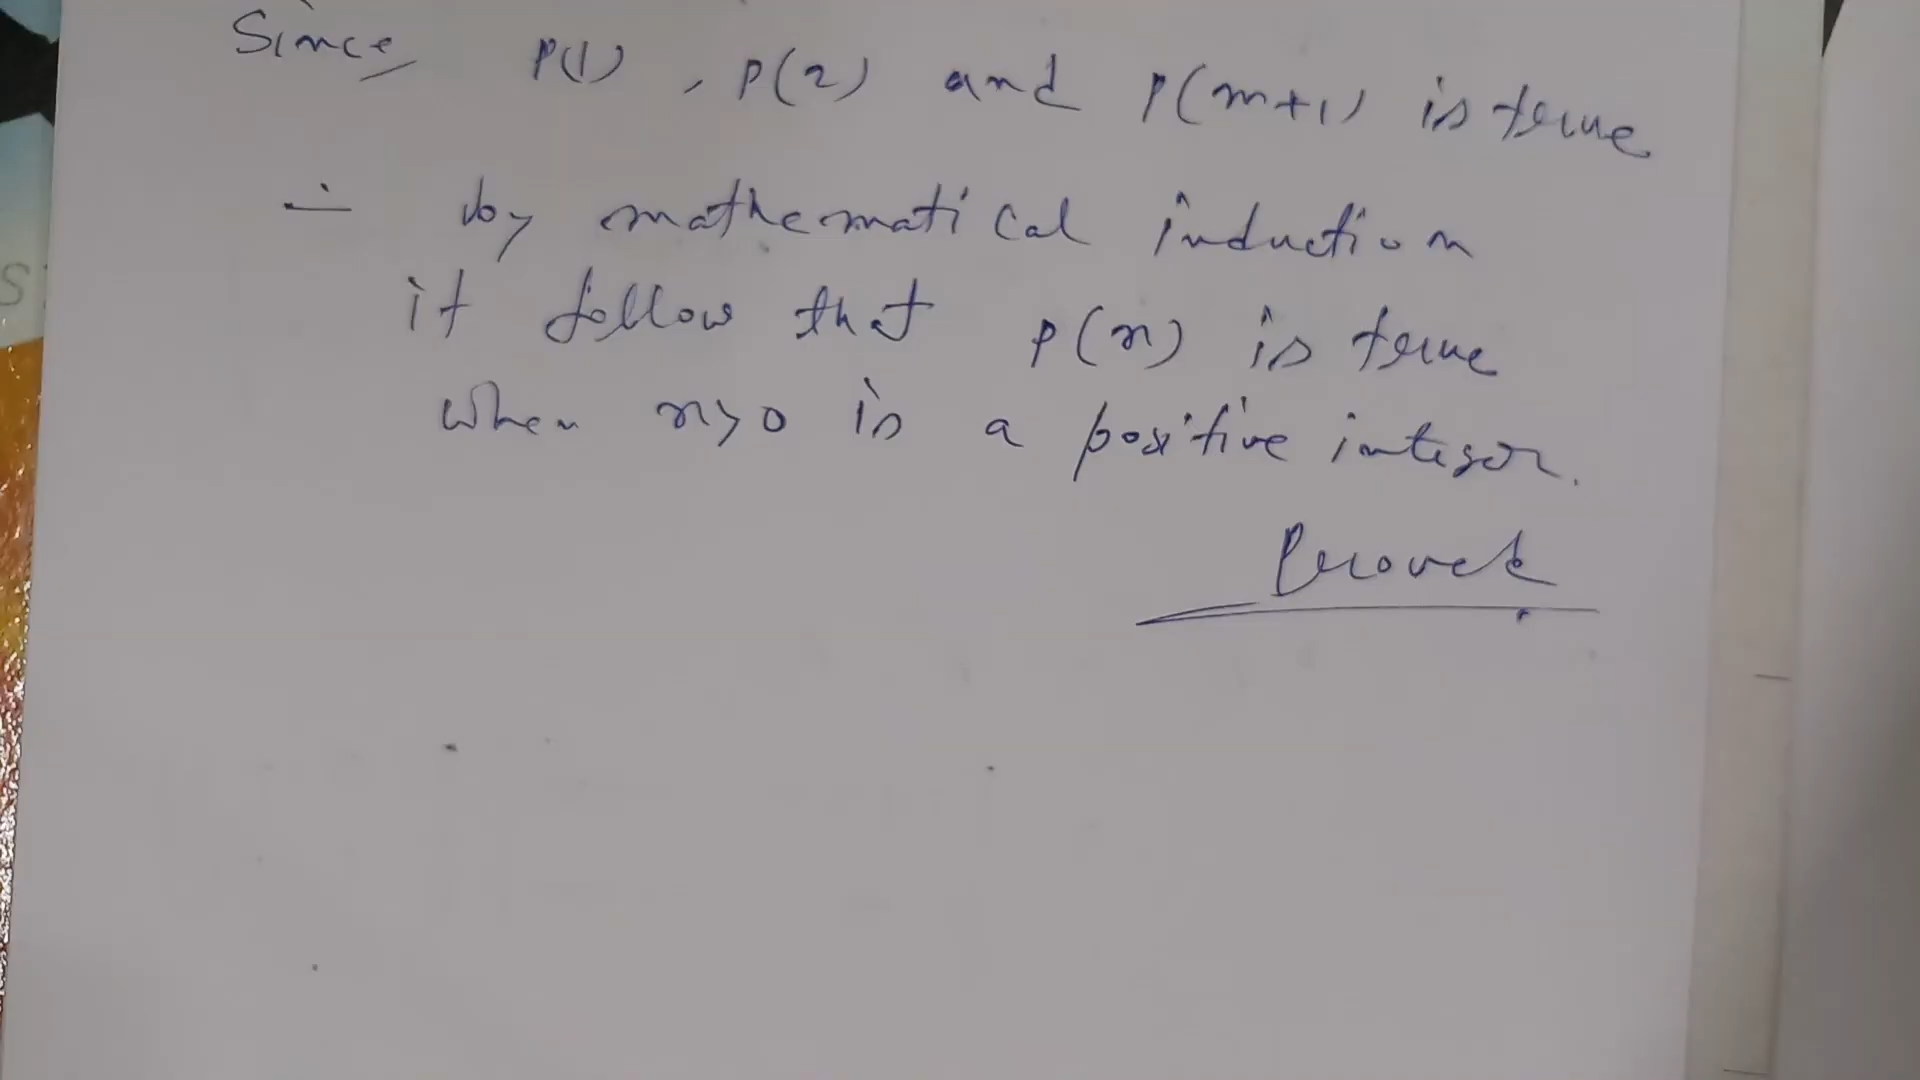 Since, P(1), P(2) and P(m+1) is true
∴ by mathematical induction
it follow that P(n) is true
when n>0 is a positive integer.
Proved